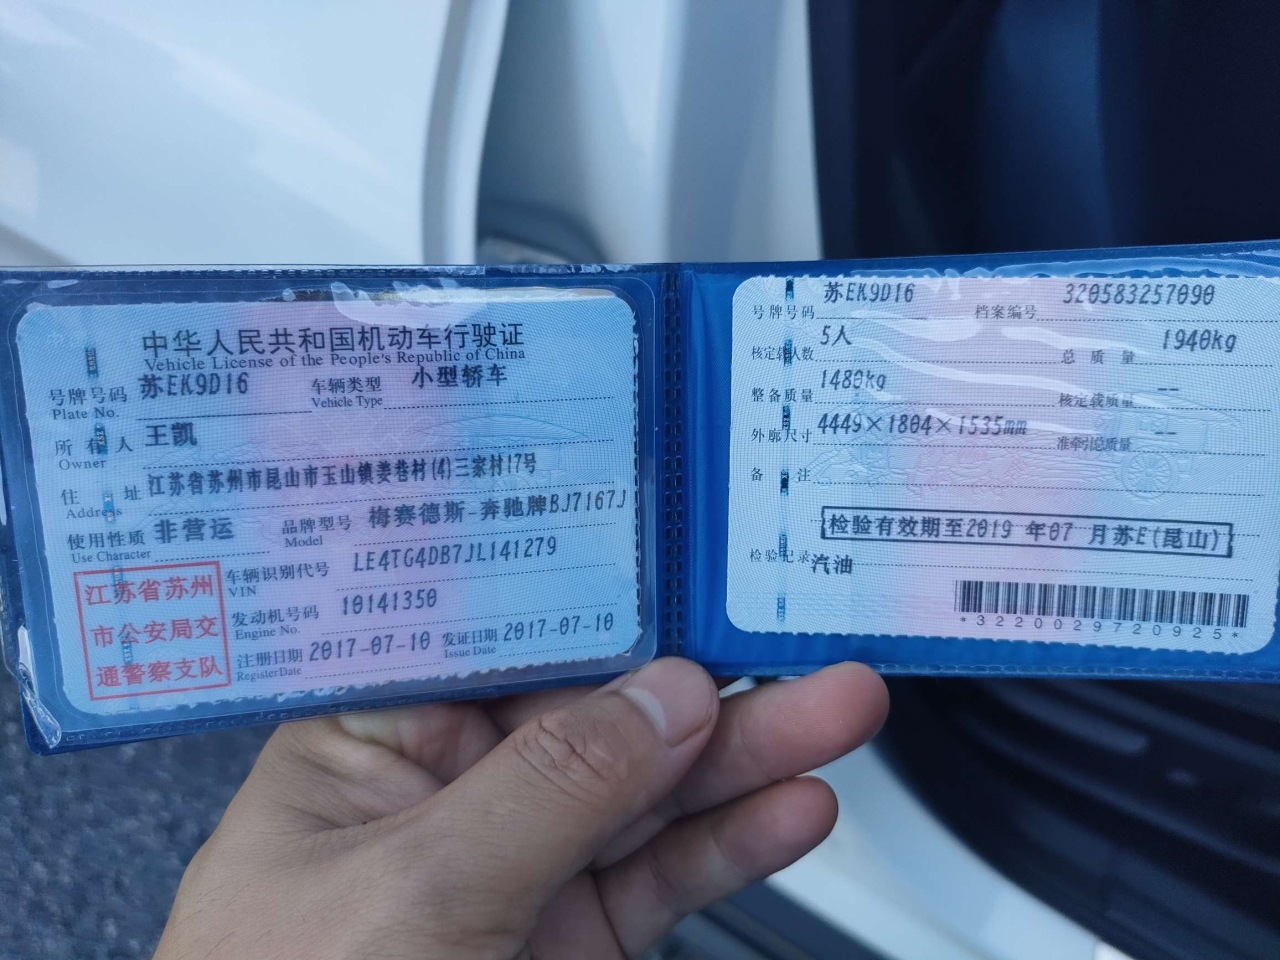 中华人民共和国机动车行驶证
Vehicle License of the People's Republic of China
号牌号码 苏EK9D16 车辆类型 小型轿车
Plate No. Vehicle Type
所有人 王凯
Owner
住址 江苏省苏州市昆山市玉山镇姜巷村(4)三家村17号
Address
使用性质 非营运 品牌型号 梅赛德斯-奔驰牌BJ7167J
Use Character Model
车辆识别代号 LE4TG4DB7JL141279
VIN
发动机号码 10141350
Engine No.
注册日期 2017-07-10 发证日期 2017-07-10
Register Date Issue Date
江苏省苏州
市公安局交
通警察支队
号牌号码 苏EK9D16 档案编号 320583257090
核定载人数 5人 总质量 1940kg
整备质量 1480kg 核定载质量 --
外廓尺寸 4449×1804×1535mm 准牵引总质量 --
备注
检验有效期至2019 年07 月苏E(昆山)
检验记录 汽油
*3220029720925*